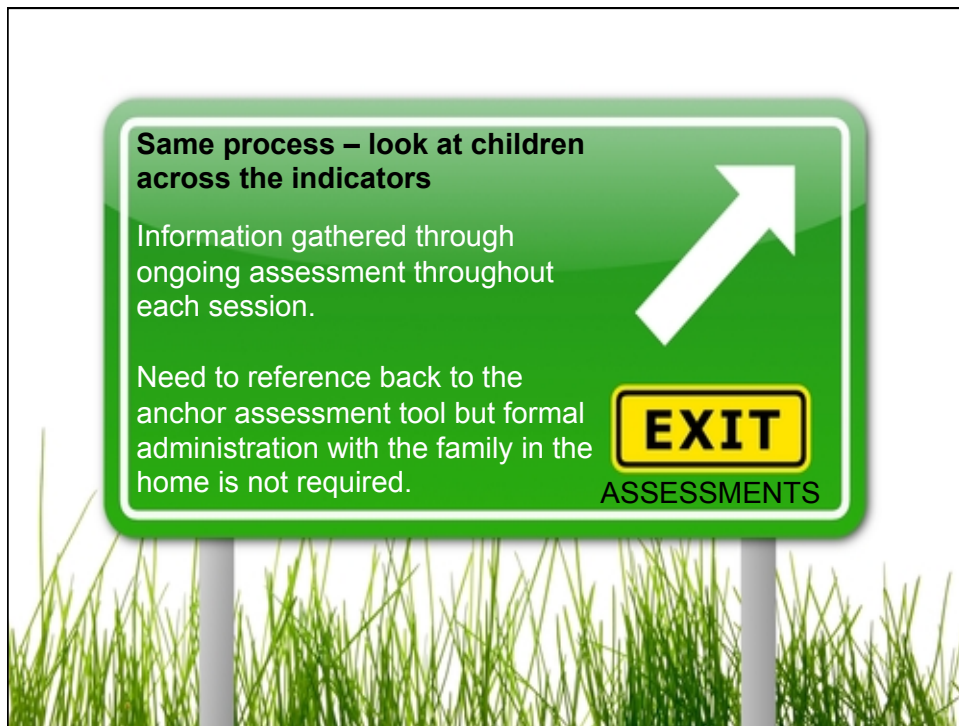 Same process – look at children
across the indicators
Information gathered through
ongoing assessment throughout
each session.
Need to reference back to the
anchor assessment tool but formal
administration with the family in the
home is not required.
EXIT
ASSESSMENTS